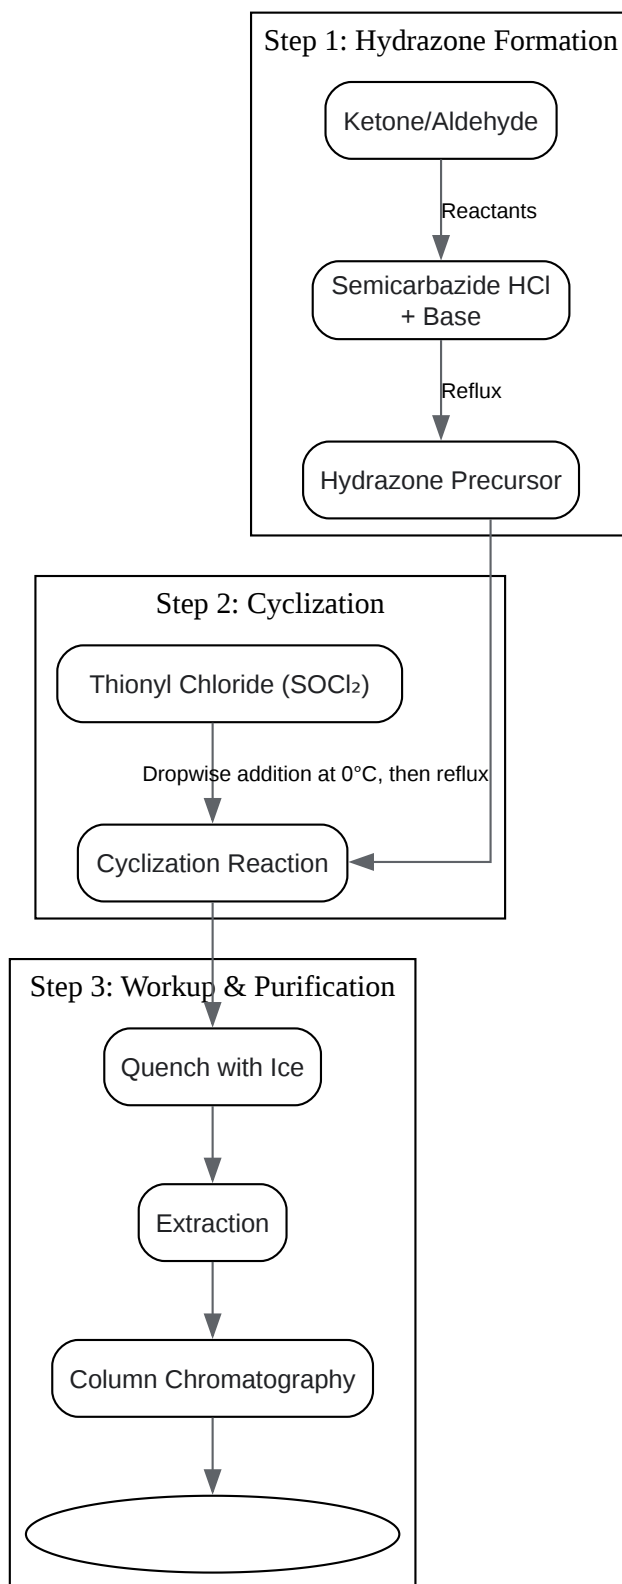 Step 1: Hydrazone Formation
Ketone/Aldehyde
Reactants
Semicarbazide HCl
+ Base
Reflux
Hydrazone Precursor
Step 2: Cyclization
Thionyl Chloride (SOCl₂)
Dropwise addition at 0°C, then reflux
Cyclization Reaction
Step 3: Workup & Purification
Quench with Ice
Extraction
Column Chromatography